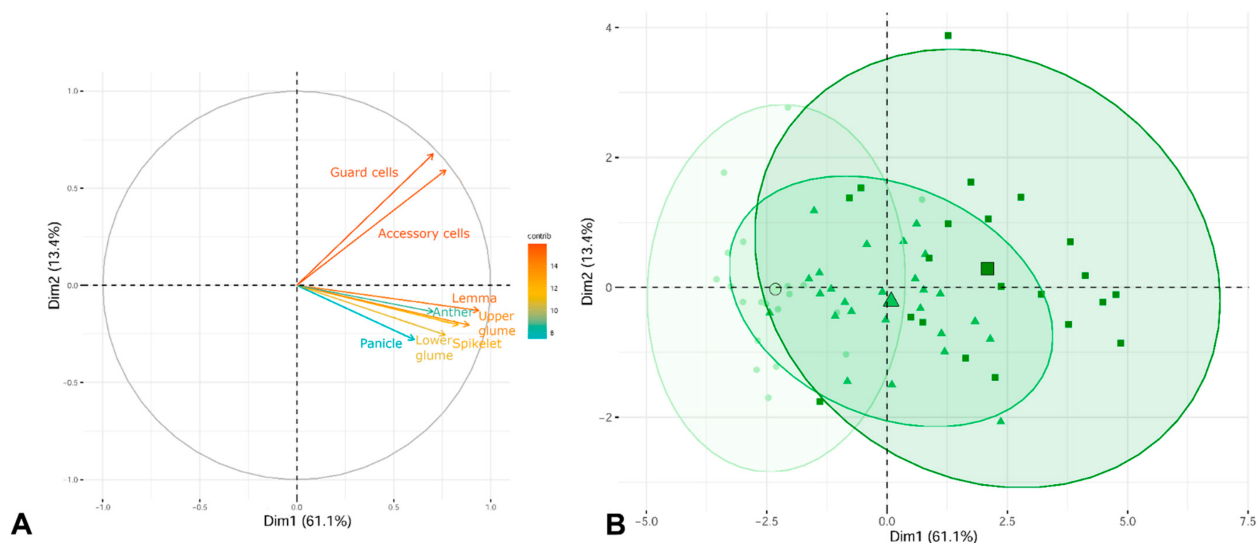 1.0
0.5
0.0
−0.5
−1.0
Dim2 (13.4%)
Guard cells
Accessory cells
Lemma
Anther
Upper
glume
Panicle
Lower
glume
Spikelet
contrib
14
12
10
8
−1.0
−0.5
0.0
0.5
1.0
Dim1 (61.1%)
A
4
2
0
−2
Dim2 (13.4%)
−5.0
−2.5
0.0
2.5
5.0
7.5
Dim1 (61.1%)
B